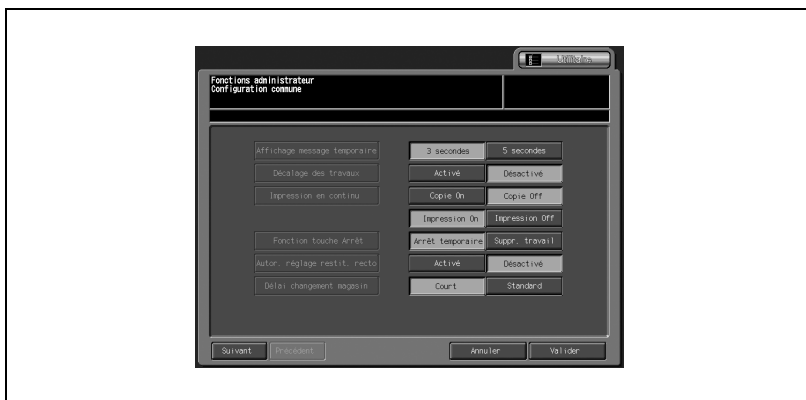 Utilitaire
Fonctions administrateur
Configuration commune
Affichage message temporaire 3 secondes 5 secondes
Décalage des travaux Activé Désactivé
Impression en continu Copie On Copie Off
Impression On Impression Off
Fonction touche Arrêt Arrêt temporaire Suppr. travail
Autor. réglage restit. recto Activé Désactivé
Délai changement magasin Court Standard
Suivant Précédent Annuler Valider